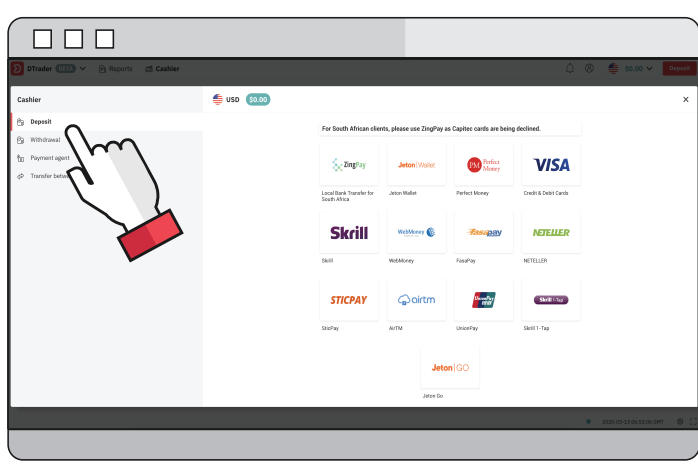 DTrader BETA Reports Cashier $0.00 Deposit
Cashier USD $0.00
Deposit
For South African clients, please use ZingPay as Capitec cards are being declined.
Withdrawal
Payment agent
Transfer betw
ZingPay Jeton|Wallet PM Perfect Money VISA
Local Bank Transfer for South Africa Jeton Wallet Perfect Money Credit & Debit Cards
Skrill WebMoney Fasapay NETELLER
Skrill WebMoney FasaPay NETELLER
STICPAY airtm UnionPay 银联 Skrill 1-Tap
SticPay AirTM UnionPay Skrill 1-Tap
Jeton|GO
Jeton Go